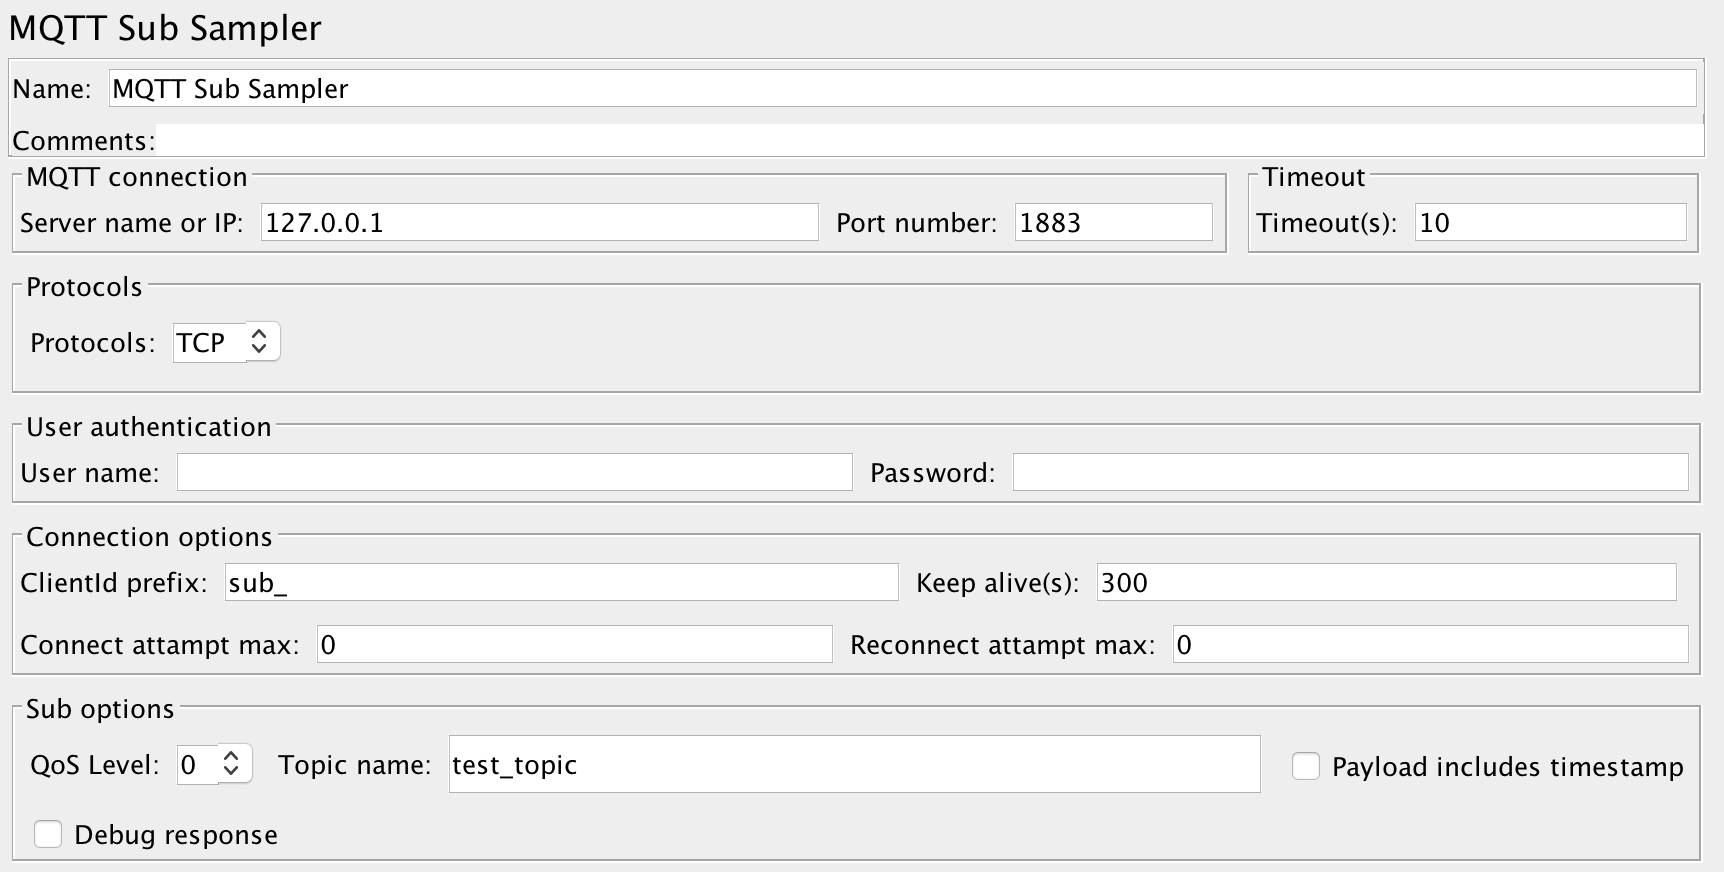 MQTT Sub Sampler
Name: MQTT Sub Sampler
Comments:
MQTT connection
Server name or IP: 127.0.0.1 Port number: 1883
Timeout
Timeout(s): 10
Protocols
Protocols: TCP
User authentication
User name: Password:
Connection options
ClientId prefix: sub_ Keep alive(s): 300
Connect attampt max: 0 Reconnect attampt max: 0
Sub options
QoS Level: 0 Topic name: test_topic Payload includes timestamp
Debug response